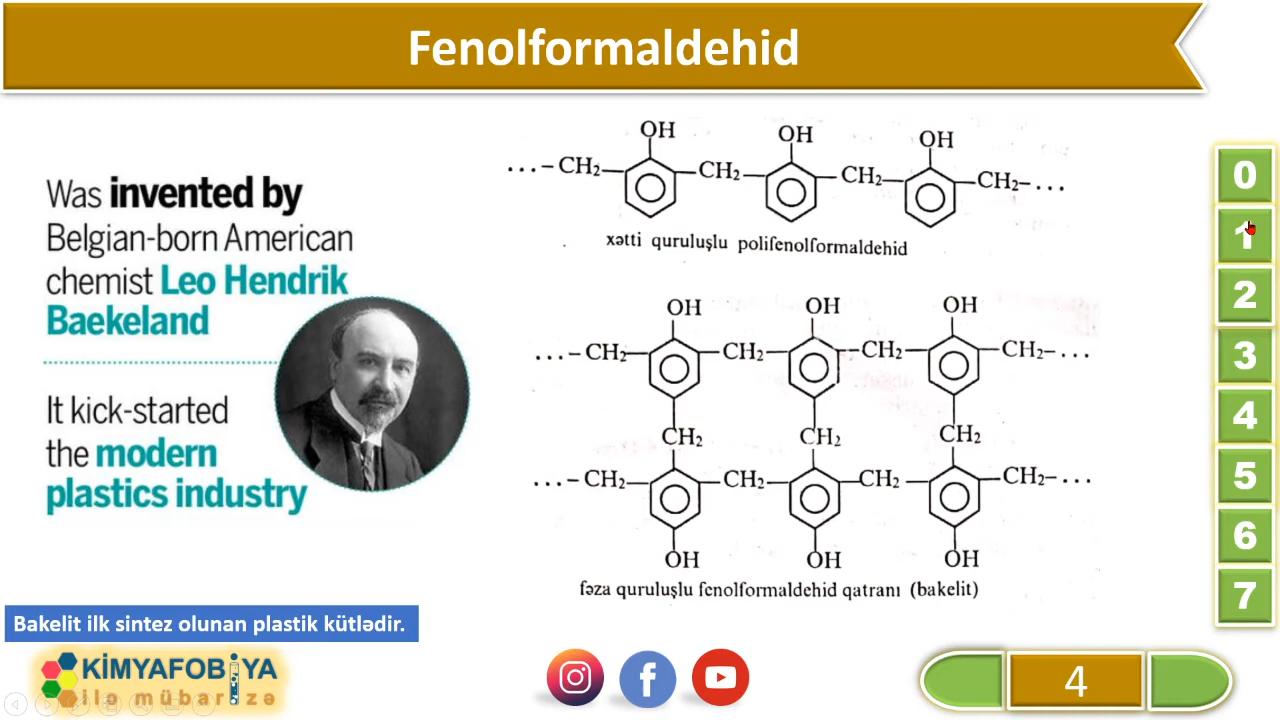 Fenolformaldehid
Was invented by
Belgian-born American
chemist Leo Hendrik
Baekeland
It kick-started
the modern
plastics industry
OH OH OH
...–CH₂ CH₂ CH₂ CH₂–...
xətti quruluşlu polifenolformaldehid
OH OH OH
...–CH₂ CH₂ CH₂ CH₂–...
CH₂ CH₂ CH₂
...–CH₂ CH₂ CH₂ CH₂–...
OH OH OH
fəza quruluşlu fenolformaldehid qatranı (bakelit)
0
1
2
3
4
5
6
7
Bakelit ilk sintez olunan plastik kütlədir.
KİMYAFOBİYA
ilə mübarizə
4